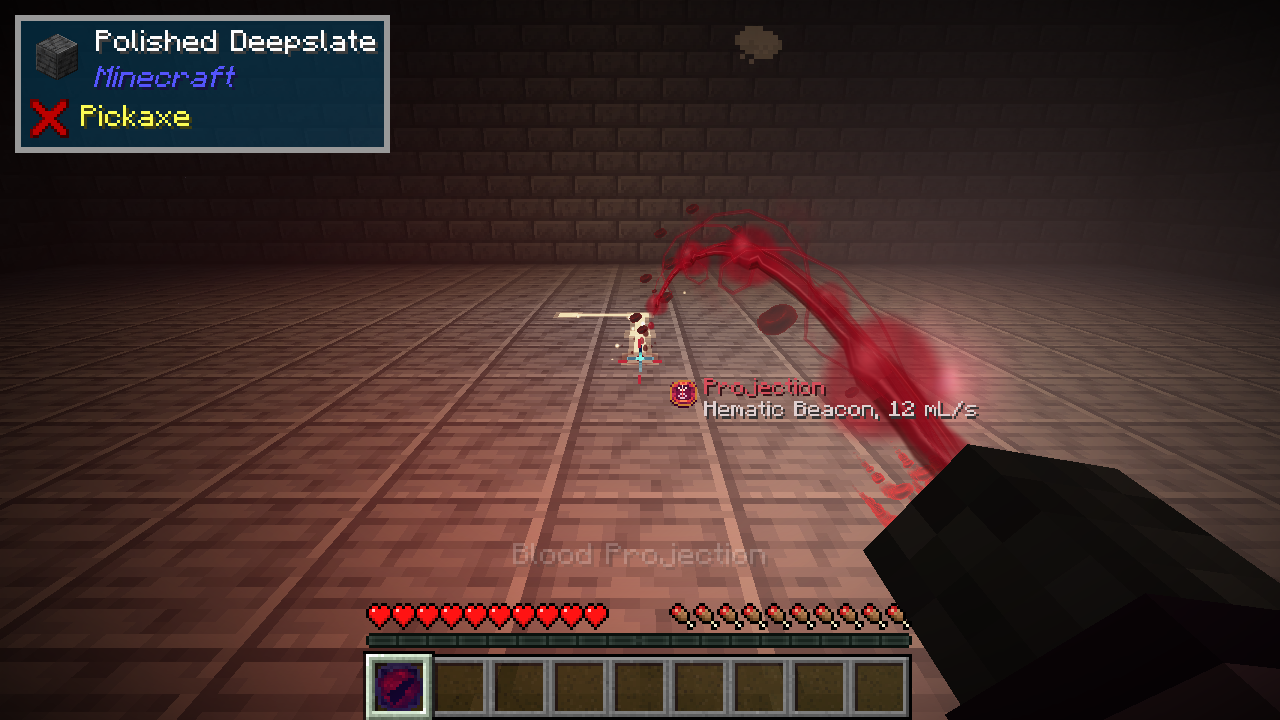 Polished Deepslate
Minecraft
Pickaxe
Projection
Hematic Beacon, 12 mL/s
Blood Projection